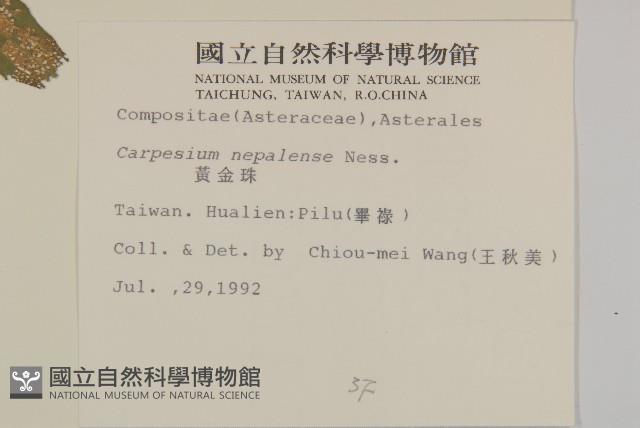 國立自然科學博物館
NATIONAL MUSEUM OF NATURAL SCIENCE
TAICHUNG, TAIWAN, R.O.CHINA
Compositae(Asteraceae),Asterales
Carpesium nepalense Ness.
黃金珠
Taiwan. Hualien:Pilu(畢祿)
Coll. & Det. by Chiou-mei Wang(王秋美)
Jul. ,29,1992
3F
國立自然科學博物館
NATIONAL MUSEUM OF NATURAL SCIENCE